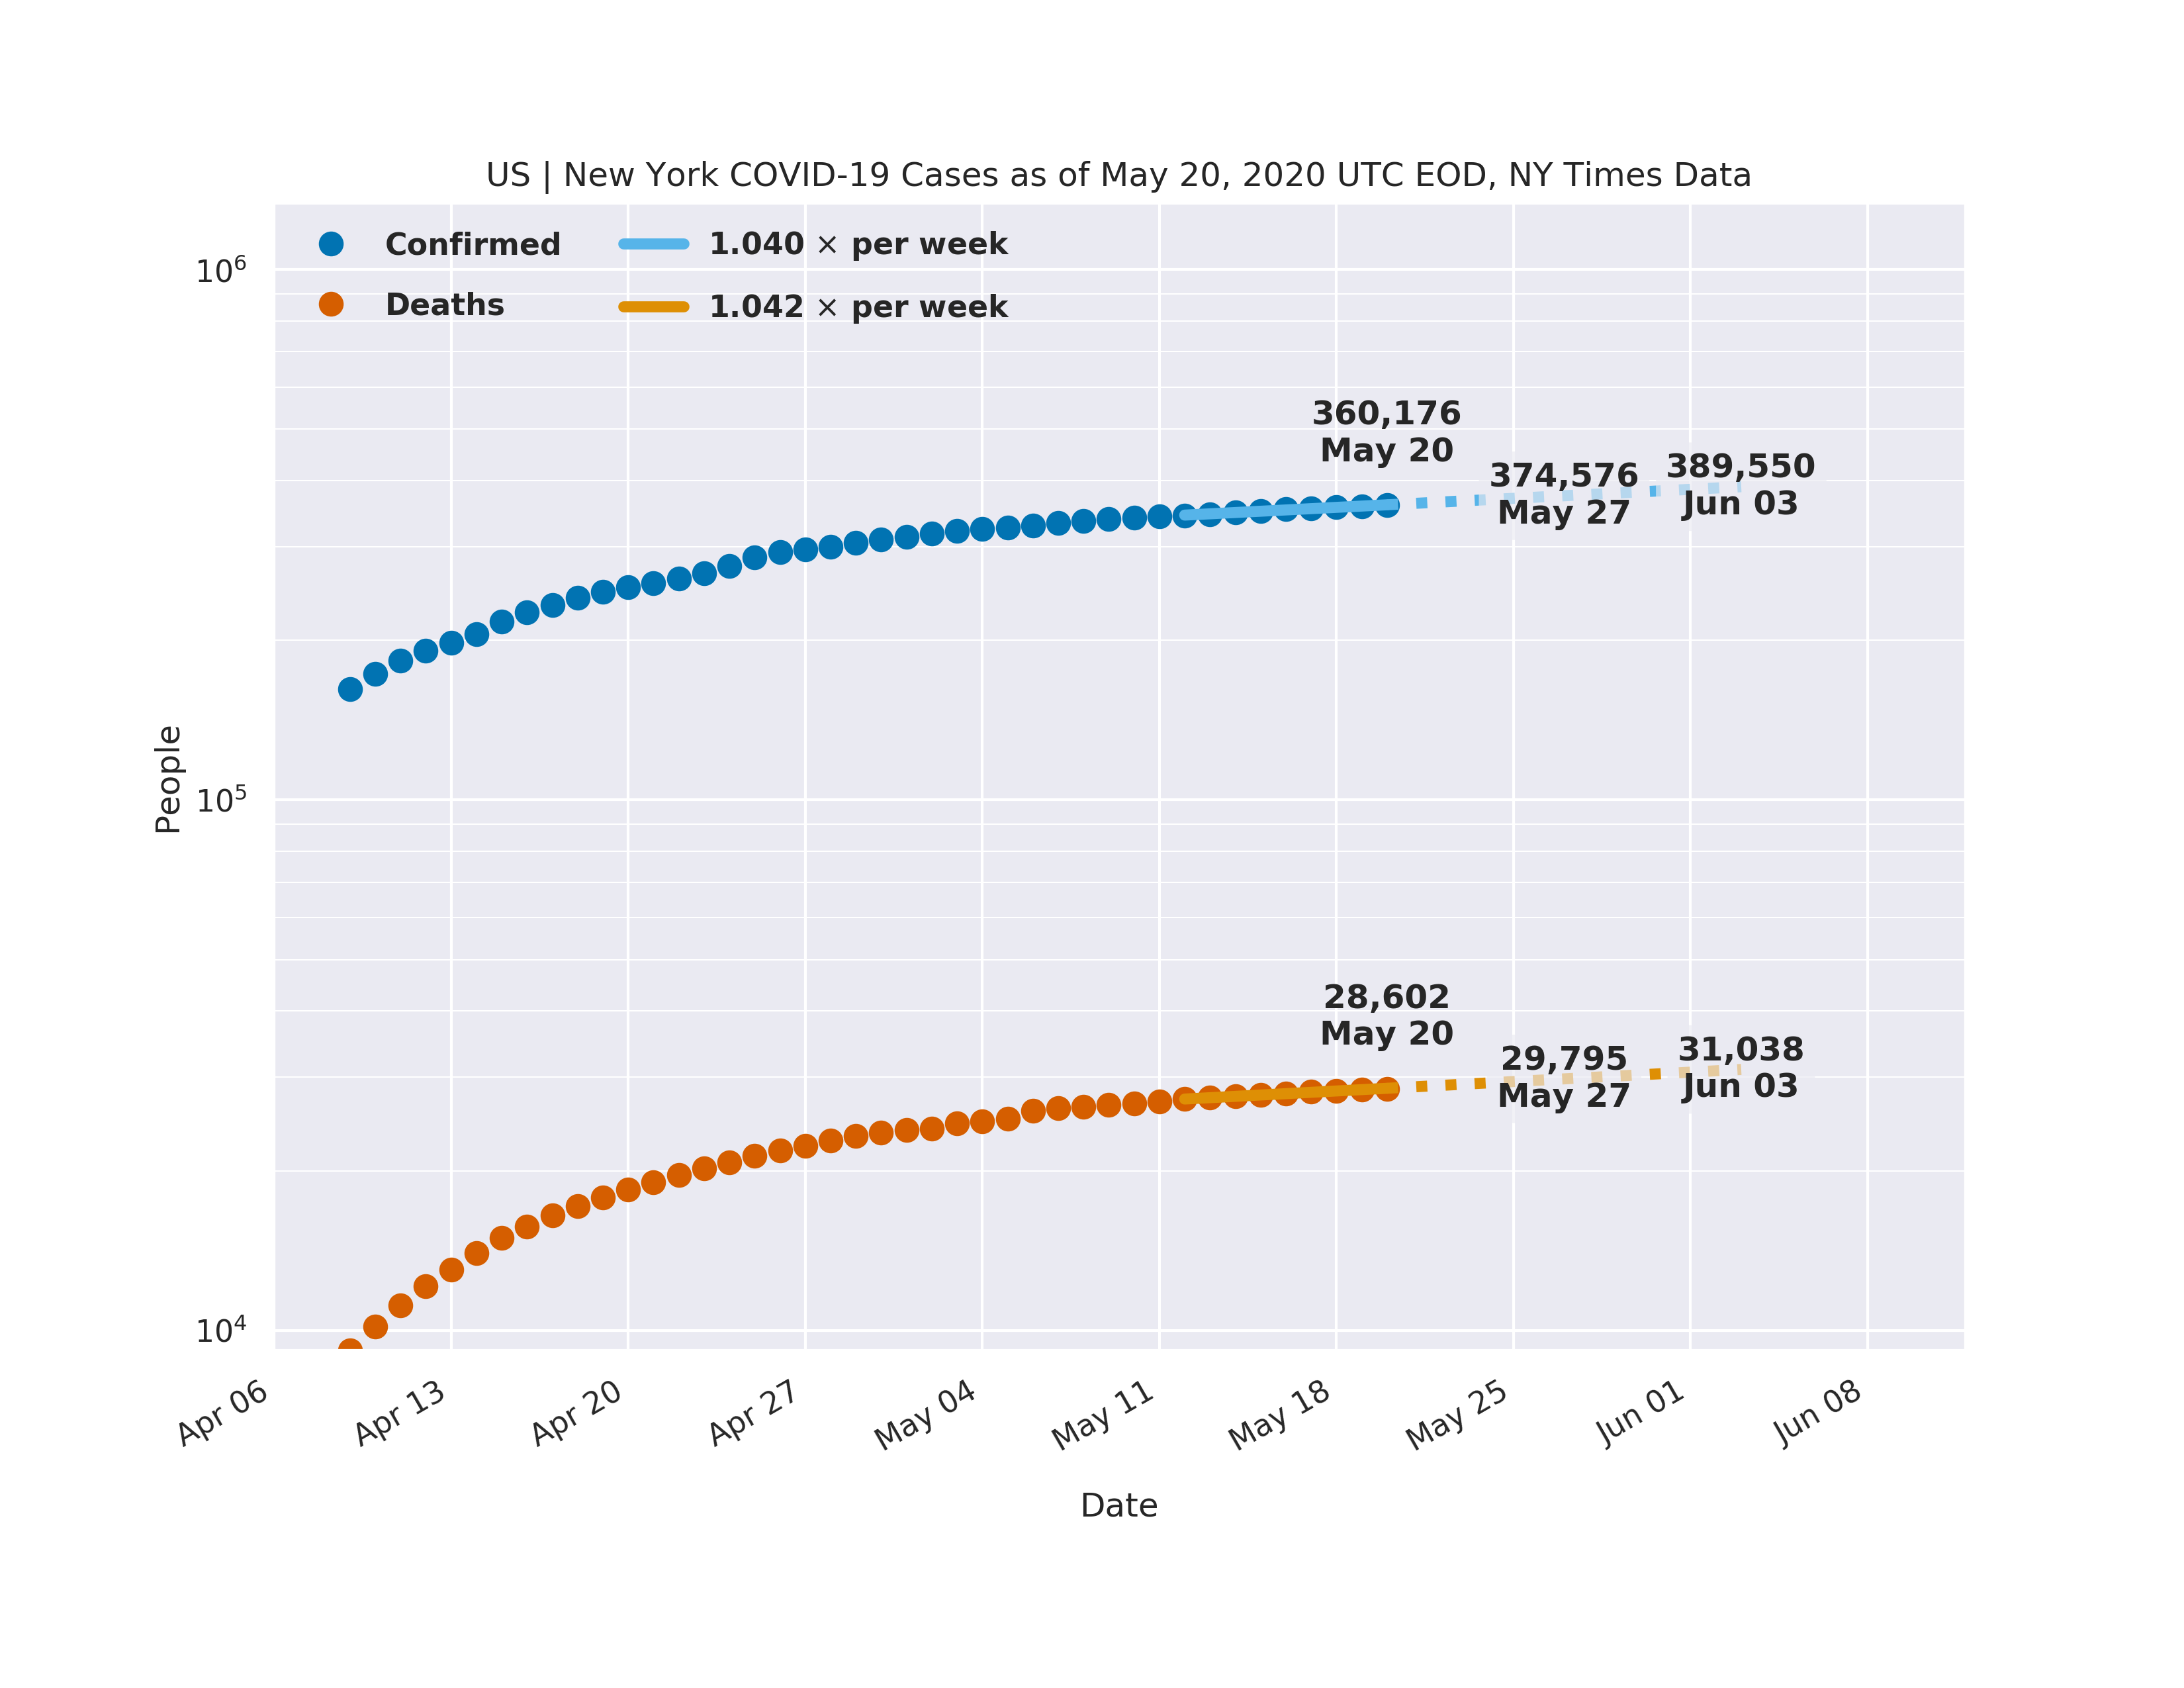 US | New York COVID-19 Cases as of May 20, 2020 UTC EOD, NY Times Data
Confirmed
Deaths
1.040 × per week
1.042 × per week
10⁶
10⁵
10⁴
People
360,176
May 20
374,576
May 27
389,550
Jun 03
28,602
May 20
29,795
May 27
31,038
Jun 03
Apr 06
Apr 13
Apr 20
Apr 27
May 04
May 11
May 18
May 25
Jun 01
Jun 08
Date